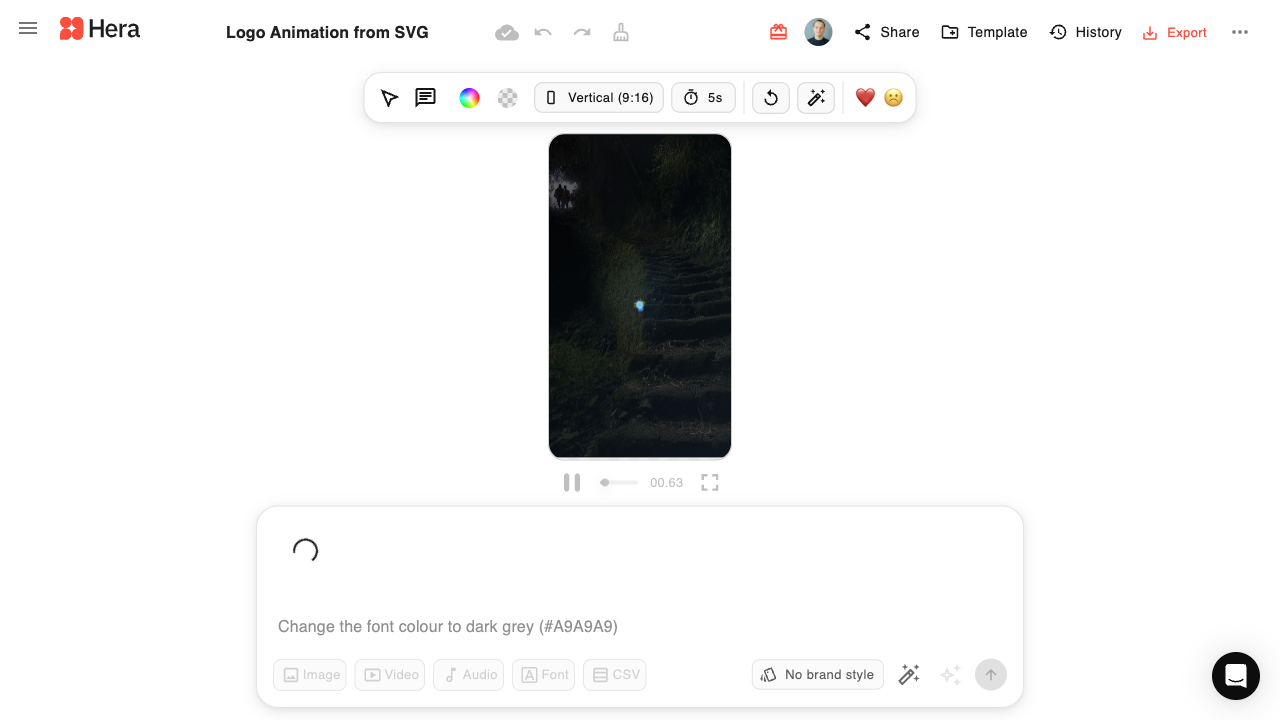 Hera
Logo Animation from SVG
Share
Template
History
Export
Vertical (9:16)
5s
00.63
Change the font colour to dark grey (#A9A9A9)
Image
Video
Audio
Font
CSV
No brand style